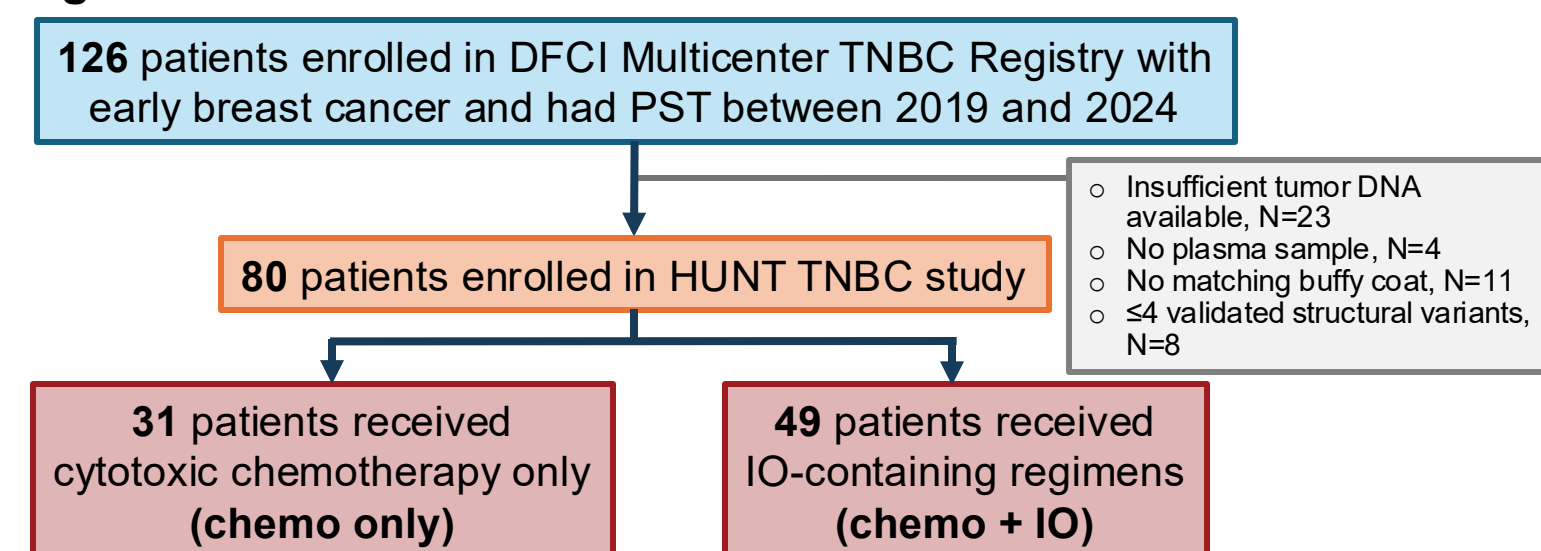 126 patients enrolled in DFCI Multicenter TNBC Registry with
early breast cancer and had PST between 2019 and 2024
○ Insufficient tumor DNA
available, N=23
○ No plasma sample, N=4
○ No matching buffy coat, N=11
○ ≤4 validated structural variants,
N=8
80 patients enrolled in HUNT TNBC study
31 patients received
cytotoxic chemotherapy only
(chemo only)
49 patients received
IO-containing regimens
(chemo + IO)